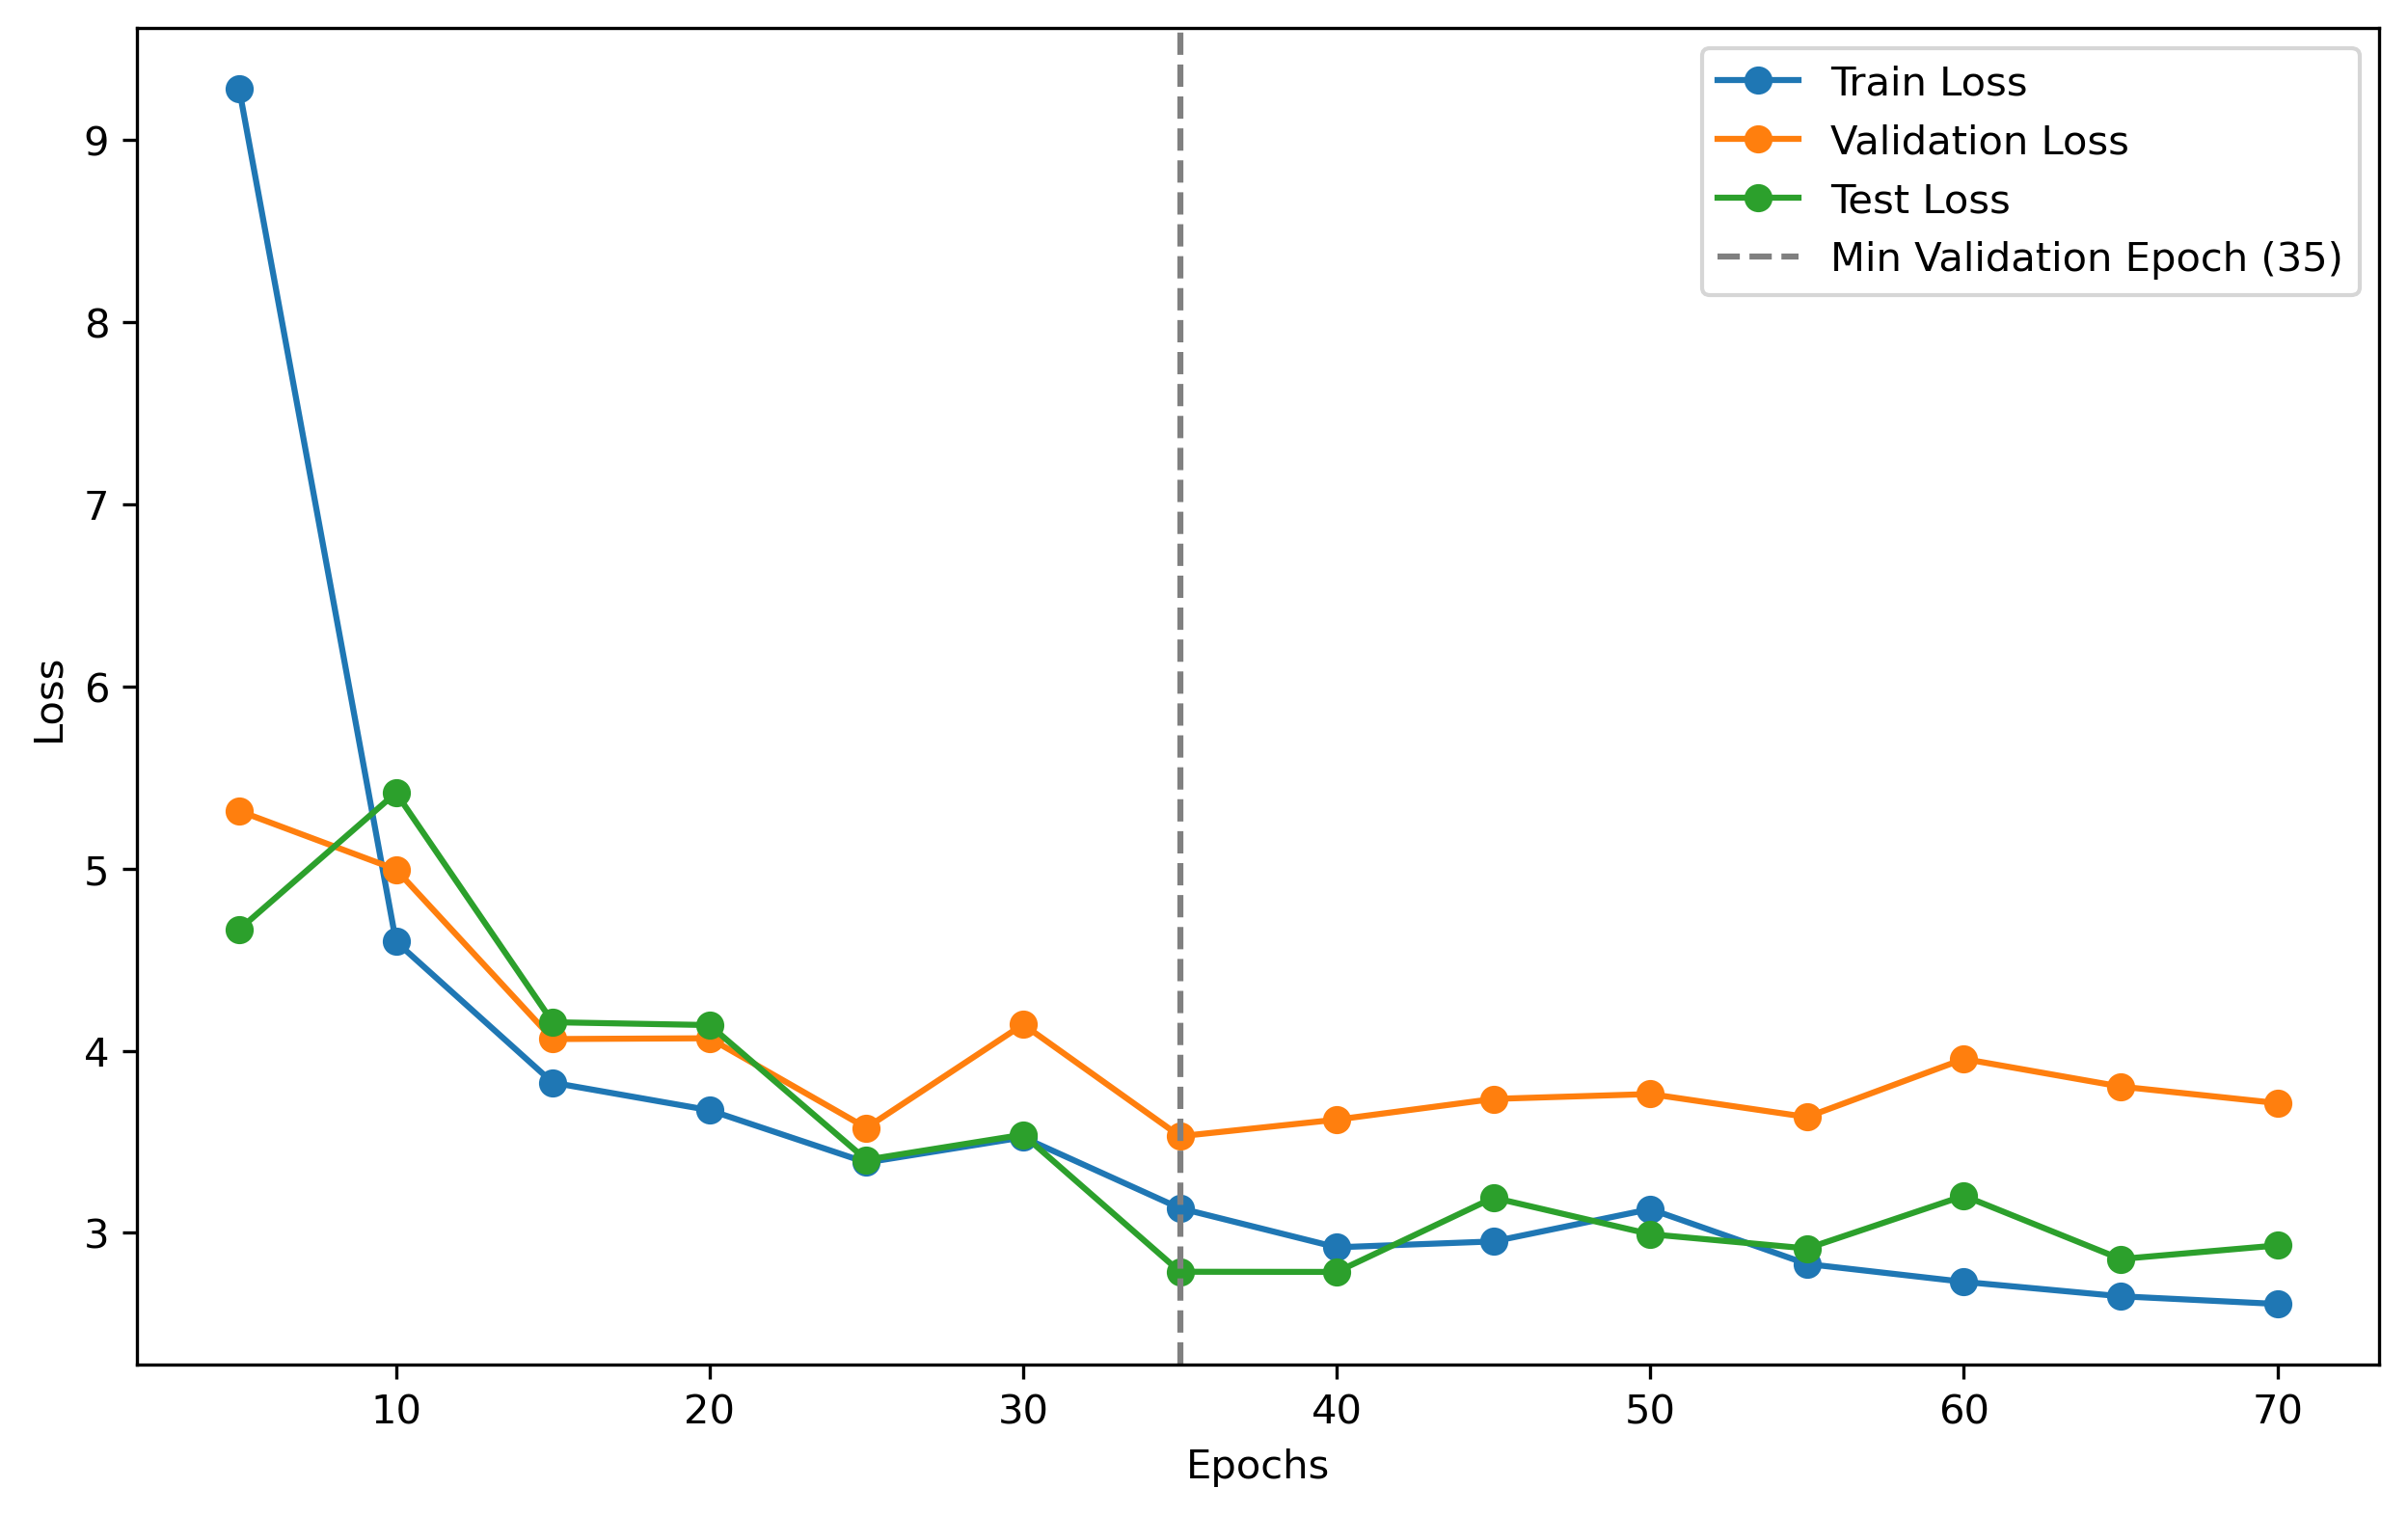 Train Loss
Validation Loss
Test Loss
Min Validation Epoch (35)
9
8
7
6
5
4
3
Loss
10 20 30 40 50 60 70
Epochs